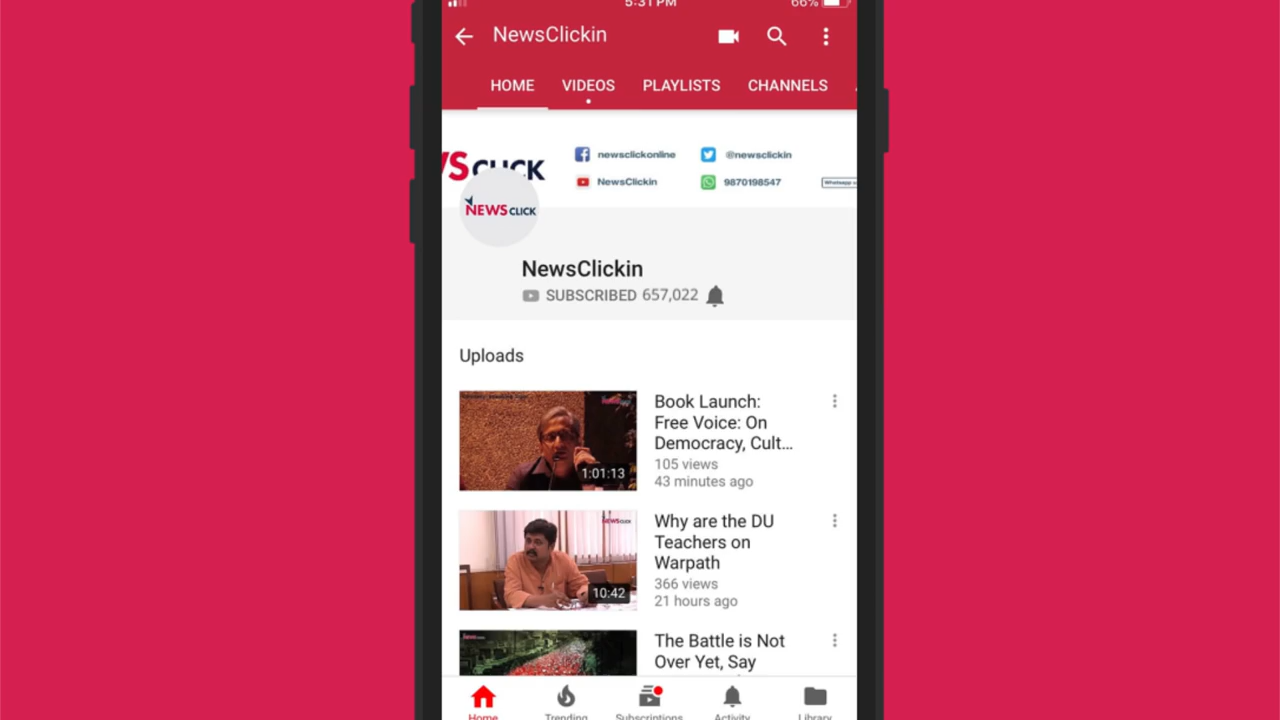 5:31 PM
66%
NewsClickin
HOME VIDEOS PLAYLISTS CHANNELS
WS CLICK
newsclickonline @newsclickin
NewsClickin 9870198547
NEWS CLICK
NewsClickin
SUBSCRIBED 657,022
Uploads
Book Launch:
Free Voice: On
Democracy, Cult...
105 views
43 minutes ago
1:01:13
NEWSCLICK
Why are the DU
Teachers on
Warpath
366 views
21 hours ago
10:42
The Battle is Not
Over Yet, Say
Home Trending Subscriptions Activity Library